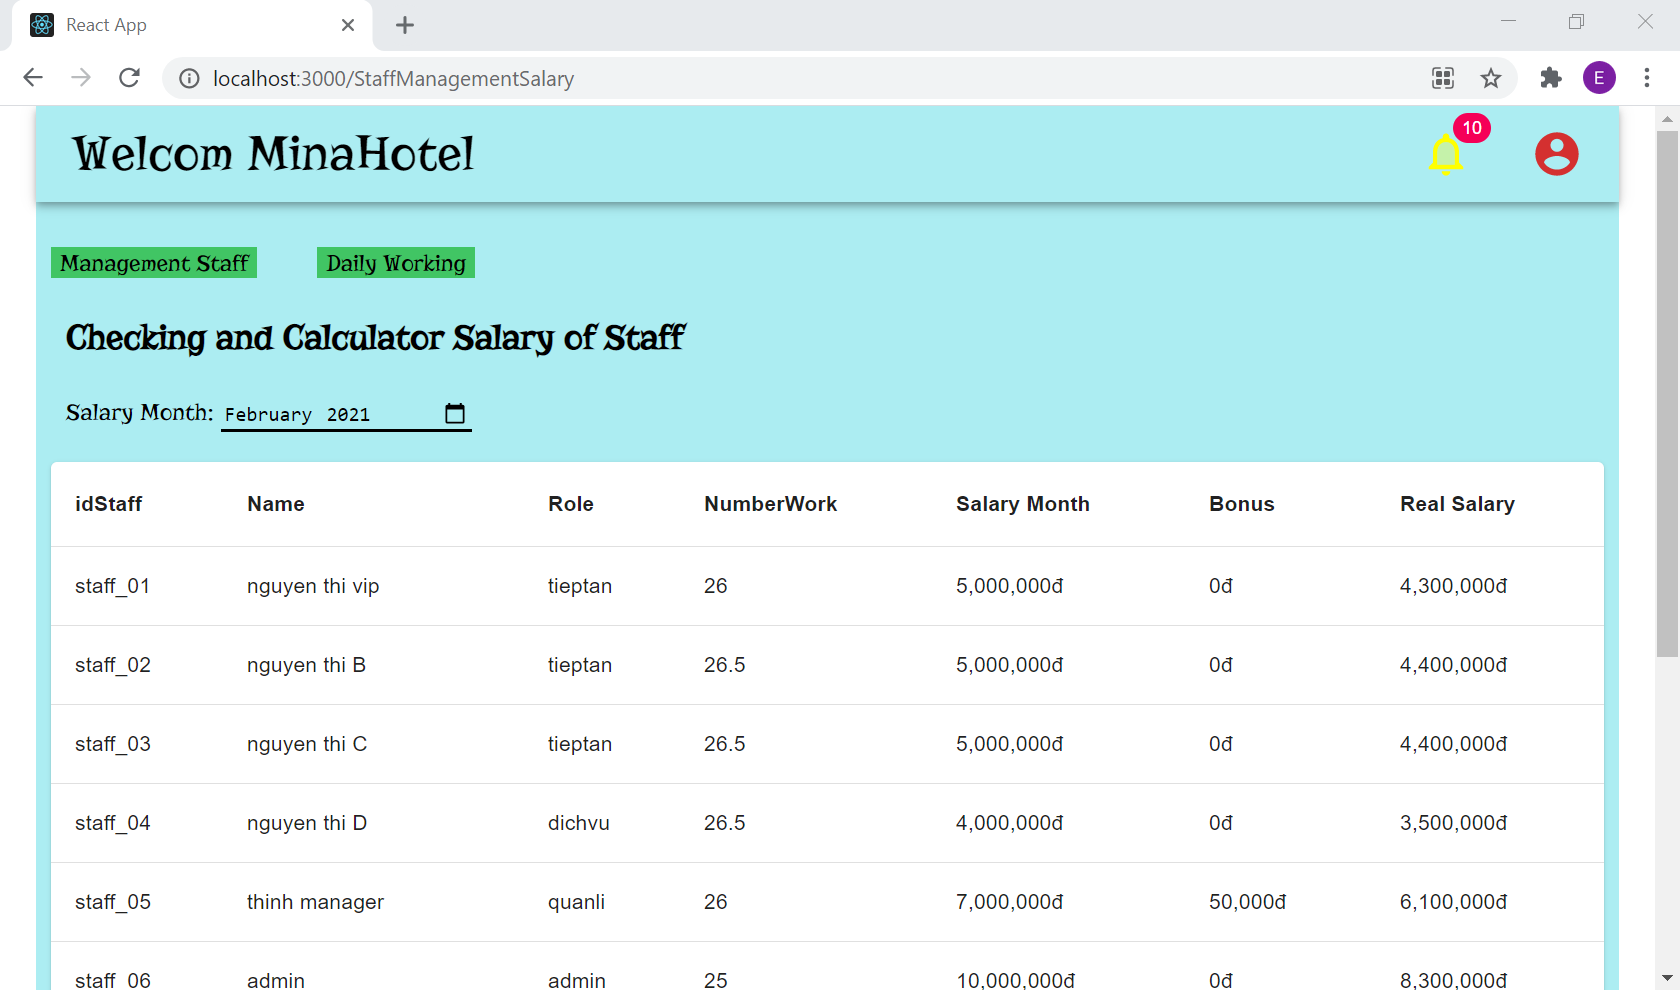 React App
localhost:3000/StaffManagementSalary
E
Welcom MinaHotel
10
Management Staff Daily Working
Checking and Calculator Salary of Staff
Salary Month: February 2021
idStaff Name Role NumberWork Salary Month Bonus Real Salary
staff_01 nguyen thi vip tieptan 26 5,000,000đ 0đ 4,300,000đ
staff_02 nguyen thi B tieptan 26.5 5,000,000đ 0đ 4,400,000đ
staff_03 nguyen thi C tieptan 26.5 5,000,000đ 0đ 4,400,000đ
staff_04 nguyen thi D dichvu 26.5 4,000,000đ 0đ 3,500,000đ
staff_05 thinh manager quanli 26 7,000,000đ 50,000đ 6,100,000đ
staff_06 admin admin 25 10,000,000đ 0đ 8,300,000đ